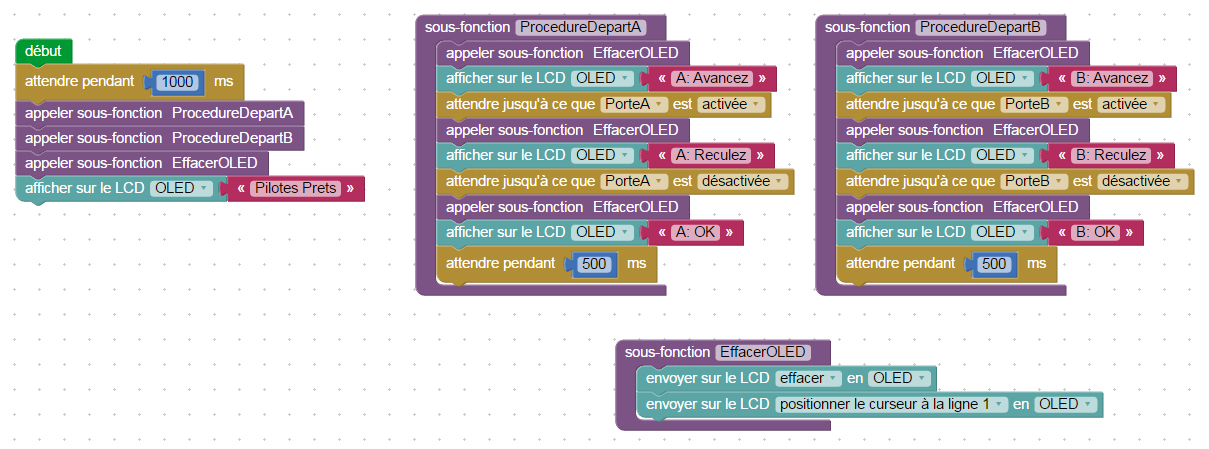 début
attendre pendant 1000 ms
appeler sous-fonction ProcedureDepartA
appeler sous-fonction ProcedureDepartB
appeler sous-fonction EffacerOLED
afficher sur le LCD OLED « Pilotes Prets »
sous-fonction ProcedureDepartA
appeler sous-fonction EffacerOLED
afficher sur le LCD OLED « A: Avancez »
attendre jusqu'à ce que PorteA est activée
appeler sous-fonction EffacerOLED
afficher sur le LCD OLED « A: Reculez »
attendre jusqu'à ce que PorteA est désactivée
appeler sous-fonction EffacerOLED
afficher sur le LCD OLED « A: OK »
attendre pendant 500 ms
sous-fonction ProcedureDepartB
appeler sous-fonction EffacerOLED
afficher sur le LCD OLED « B: Avancez »
attendre jusqu'à ce que PorteB est activée
appeler sous-fonction EffacerOLED
afficher sur le LCD OLED « B: Reculez »
attendre jusqu'à ce que PorteB est désactivée
appeler sous-fonction EffacerOLED
afficher sur le LCD OLED « B: OK »
attendre pendant 500 ms
sous-fonction EffacerOLED
envoyer sur le LCD effacer en OLED
envoyer sur le LCD positionner le curseur à la ligne 1 en OLED